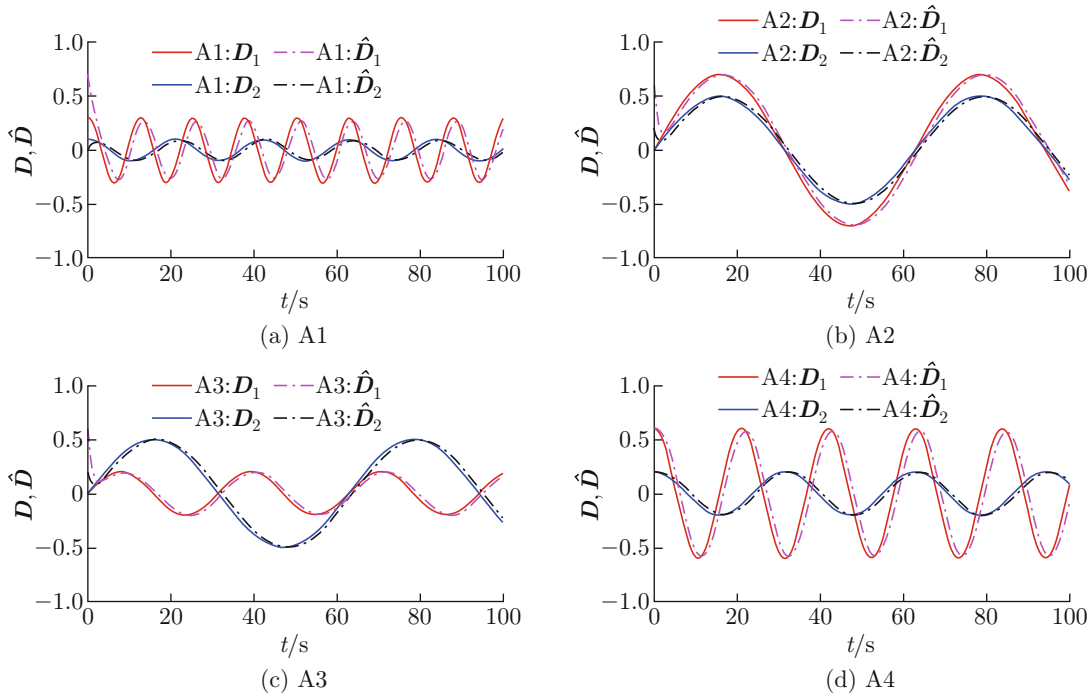 1.0
0.5
0
−0.5
−1.0
D, D̂
A1:D₁
A1:D̂₁
A1:D₂
A1:D̂₂
0 20 40 60 80 100
t/s
(a) A1
1.0
0.5
0
−0.5
−1.0
D, D̂
A2:D₁
A2:D̂₁
A2:D₂
A2:D̂₂
0 20 40 60 80 100
t/s
(b) A2
1.0
0.5
0
−0.5
−1.0
D, D̂
A3:D₁
A3:D̂₁
A3:D₂
A3:D̂₂
0 20 40 60 80 100
t/s
(c) A3
1.0
0.5
0
−0.5
−1.0
D, D̂
A4:D₁
A4:D̂₁
A4:D₂
A4:D̂₂
0 20 40 60 80 100
t/s
(d) A4